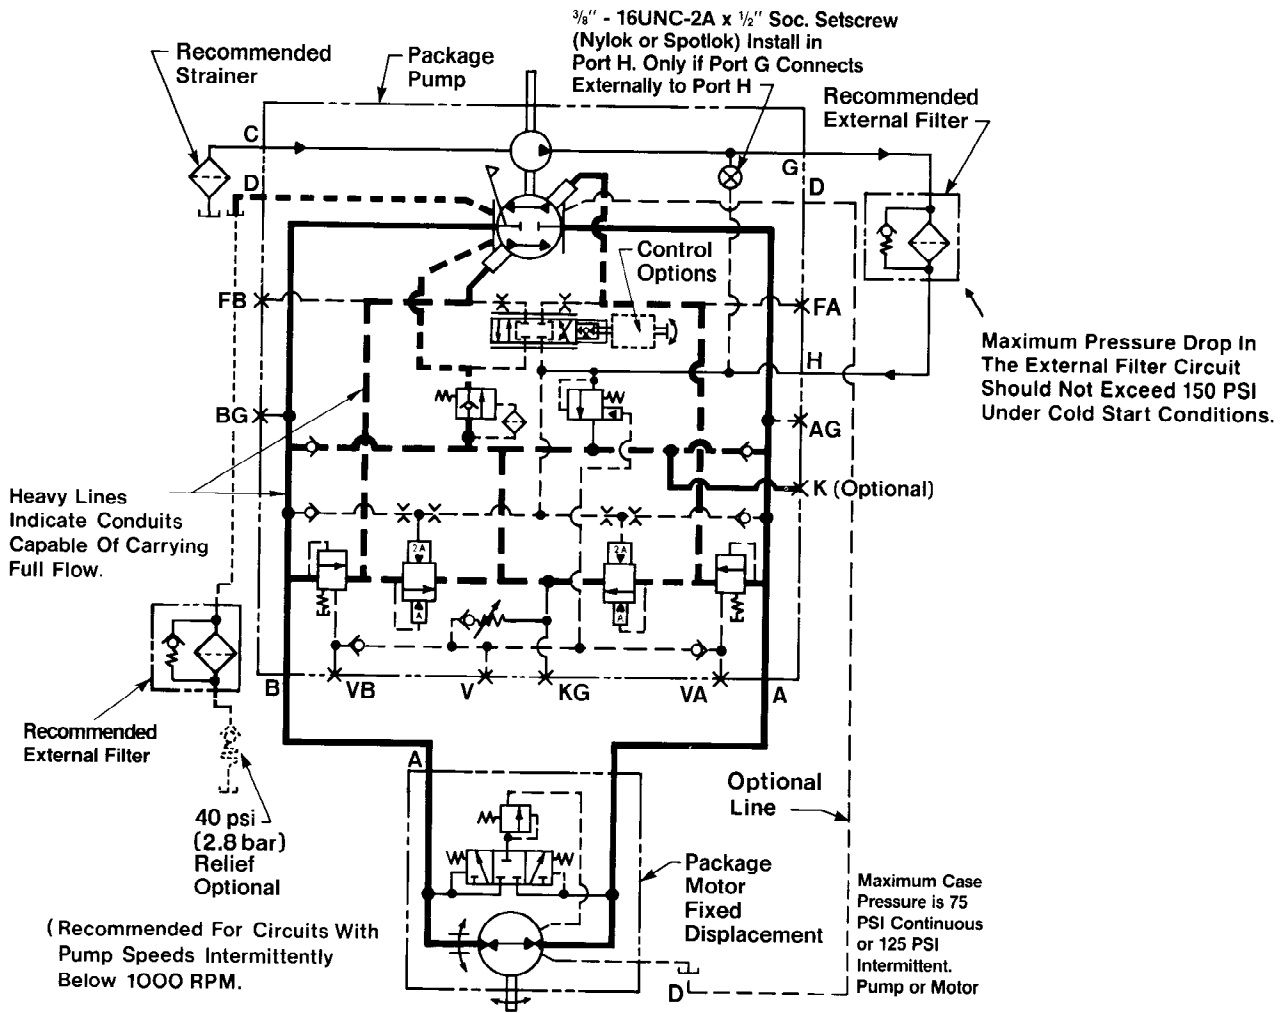 ⅜" - 16UNC-2A x ½" Soc. Setscrew
(Nylok or Spotlok) Install in
Port H. Only if Port G Connects
Externally to Port H
Recommended
Strainer
Package
Pump
Recommended
External Filter
C
G
D
D
Control
Options
FB
FA
Maximum Pressure Drop In
The External Filter Circuit
Should Not Exceed 150 PSI
Under Cold Start Conditions.
H
BG
AG
K (Optional)
Heavy Lines
Indicate Conduits
Capable Of Carrying
Full Flow.
2A
2A
A
A
B
VB
V
KG
VA
A
Recommended
External Filter
A
Optional
Line
40 psi
(2.8 bar)
Relief
Optional
Package
Motor
Fixed
Displacement
Maximum Case
Pressure is 75
PSI Continuous
or 125 PSI
Intermittent.
Pump or Motor
(Recommended For Circuits With
Pump Speeds Intermittently
Below 1000 RPM.
D